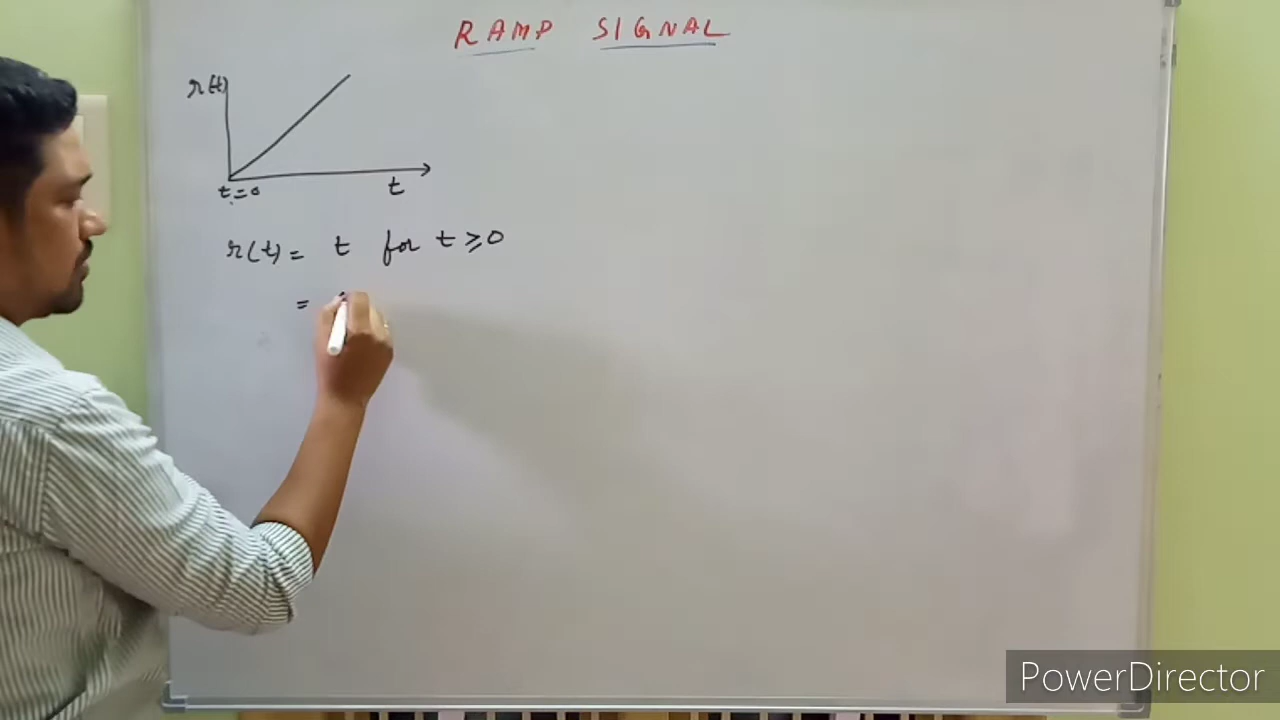 RAMP SIGNAL
r(t)
t=0
t
r(t) = t for t ≥ 0
=
PowerDirector